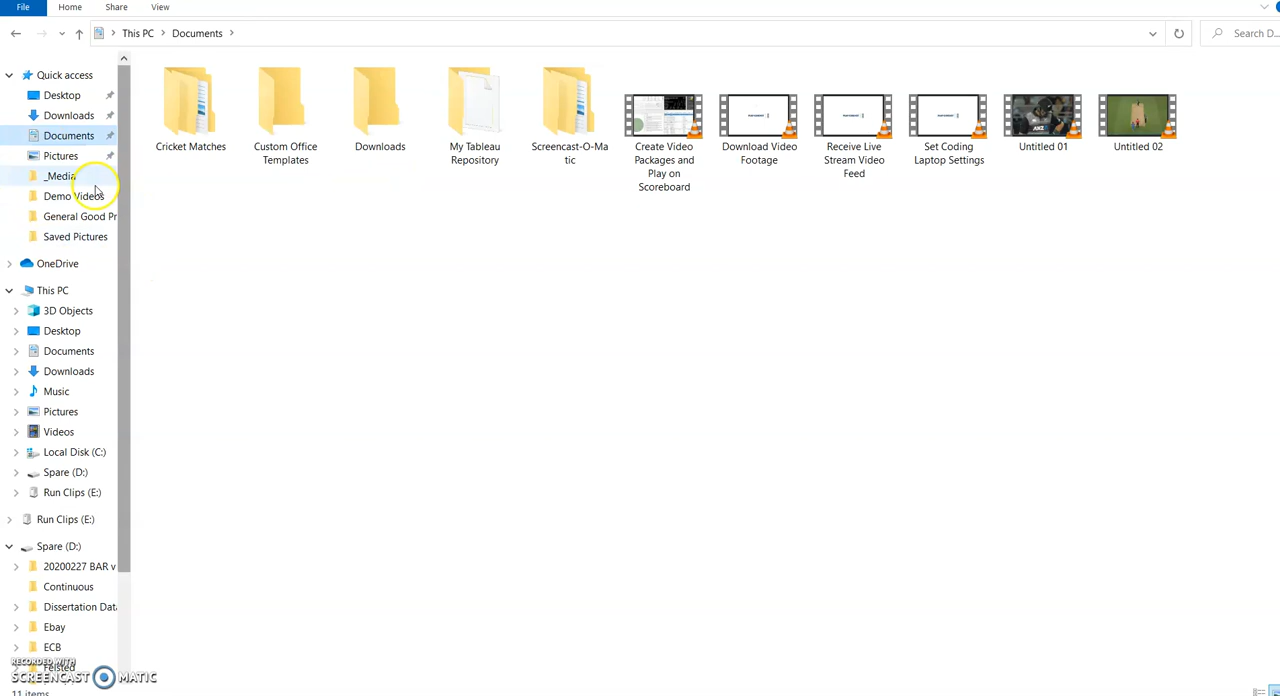 File Home Share View
This PC Documents
Search D...
Quick access
Desktop
Downloads
Documents
Pictures
_Media
Demo Videos
General Good Pr
Saved Pictures
OneDrive
This PC
3D Objects
Desktop
Documents
Downloads
Music
Pictures
Videos
Local Disk (C:)
Spare (D:)
Run Clips (E:)
Run Clips (E:)
Spare (D:)
20200227 BAR v
Continuous
Dissertation Data
Ebay
ECB
Felsted
RECORDED WITH
SCREENCAST MATIC
11 items
Cricket Matches
Custom Office
Templates
Downloads
My Tableau
Repository
Screencast-O-Ma
tic
Create Video
Packages and
Play on
Scoreboard
Download Video
Footage
Receive Live
Stream Video
Feed
Set Coding
Laptop Settings
Untitled 01
Untitled 02